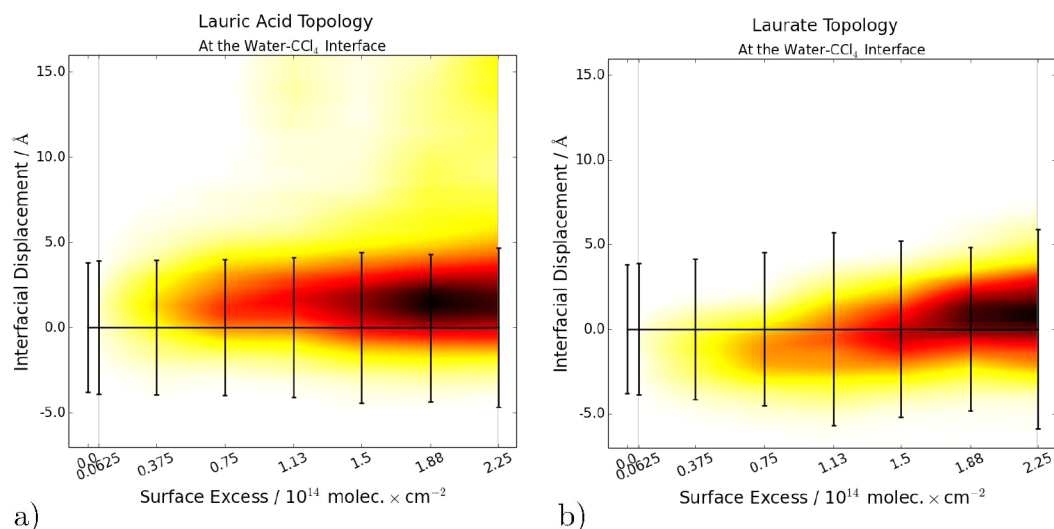 Lauric Acid Topology
At the Water-CCl₄ Interface
15.0
10.0
5.0
0.0
-5.0
Interfacial Displacement / Å
0.0
0.0625
0.375
0.75
1.13
1.5
1.88
2.25
Surface Excess / 10¹⁴ molec. × cm⁻²
a)
Laurate Topology
At the Water-CCl₄ Interface
15.0
10.0
5.0
0.0
-5.0
Interfacial Displacement / Å
0.0
0.0625
0.375
0.75
1.13
1.5
1.88
2.25
Surface Excess / 10¹⁴ molec. × cm⁻²
b)